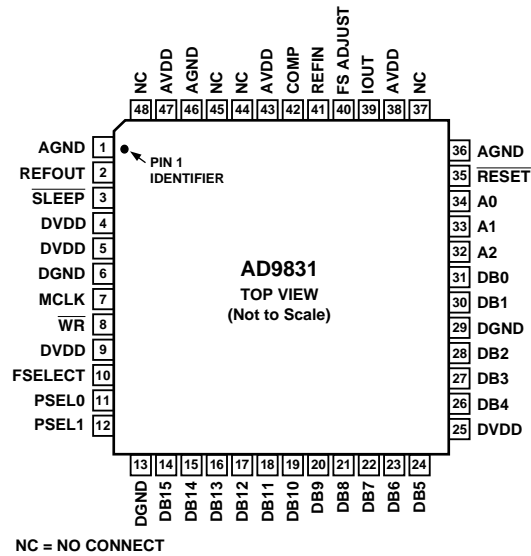 NC AVDD AGND NC NC AVDD COMP REFIN FS ADJUST IOUT AVDD NC
48 47 46 45 44 43 42 41 40 39 38 37
AGND 1
REFOUT 2
SLEEP 3
DVDD 4
DVDD 5
DGND 6
MCLK 7
WR 8
DVDD 9
FSELECT 10
PSEL0 11
PSEL1 12
PIN 1
IDENTIFIER
AD9831
TOP VIEW
(Not to Scale)
36 AGND
35 RESET
34 A0
33 A1
32 A2
31 DB0
30 DB1
29 DGND
28 DB2
27 DB3
26 DB4
25 DVDD
13 14 15 16 17 18 19 20 21 22 23 24
DGND DB15 DB14 DB13 DB12 DB11 DB10 DB9 DB8 DB7 DB6 DB5
NC = NO CONNECT